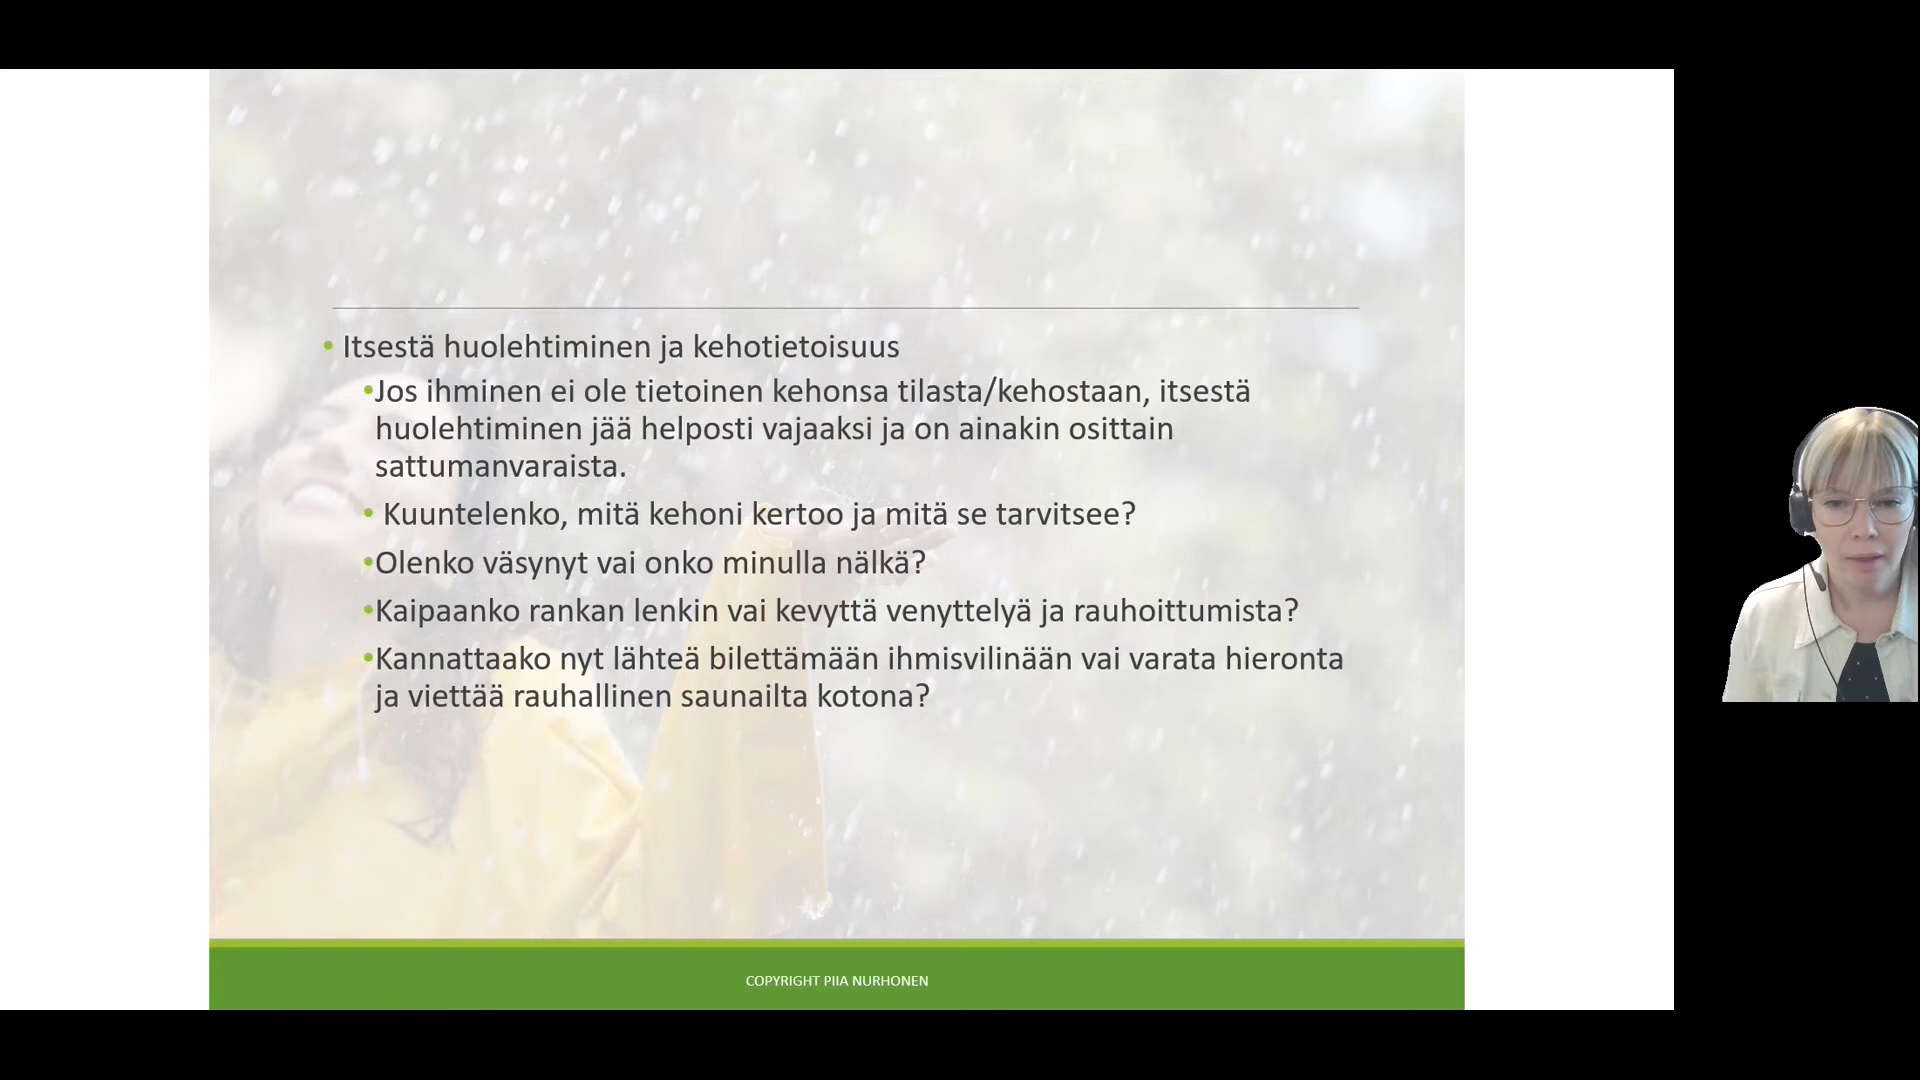 • Itsestä huolehtiminen ja kehotietoisuus
•Jos ihminen ei ole tietoinen kehonsa tilasta/kehostaan, itsestä
huolehtiminen jää helposti vajaaksi ja on ainakin osittain
sattumanvaraista.
• Kuuntelenko, mitä kehoni kertoo ja mitä se tarvitsee?
•Olenko väsynyt vai onko minulla nälkä?
•Kaipaanko rankan lenkin vai kevyttä venyttelyä ja rauhoittumista?
•Kannattaako nyt lähteä bilettämään ihmisvilinään vai varata hieronta
ja viettää rauhallinen saunailta kotona?
COPYRIGHT PIIA NURHONEN